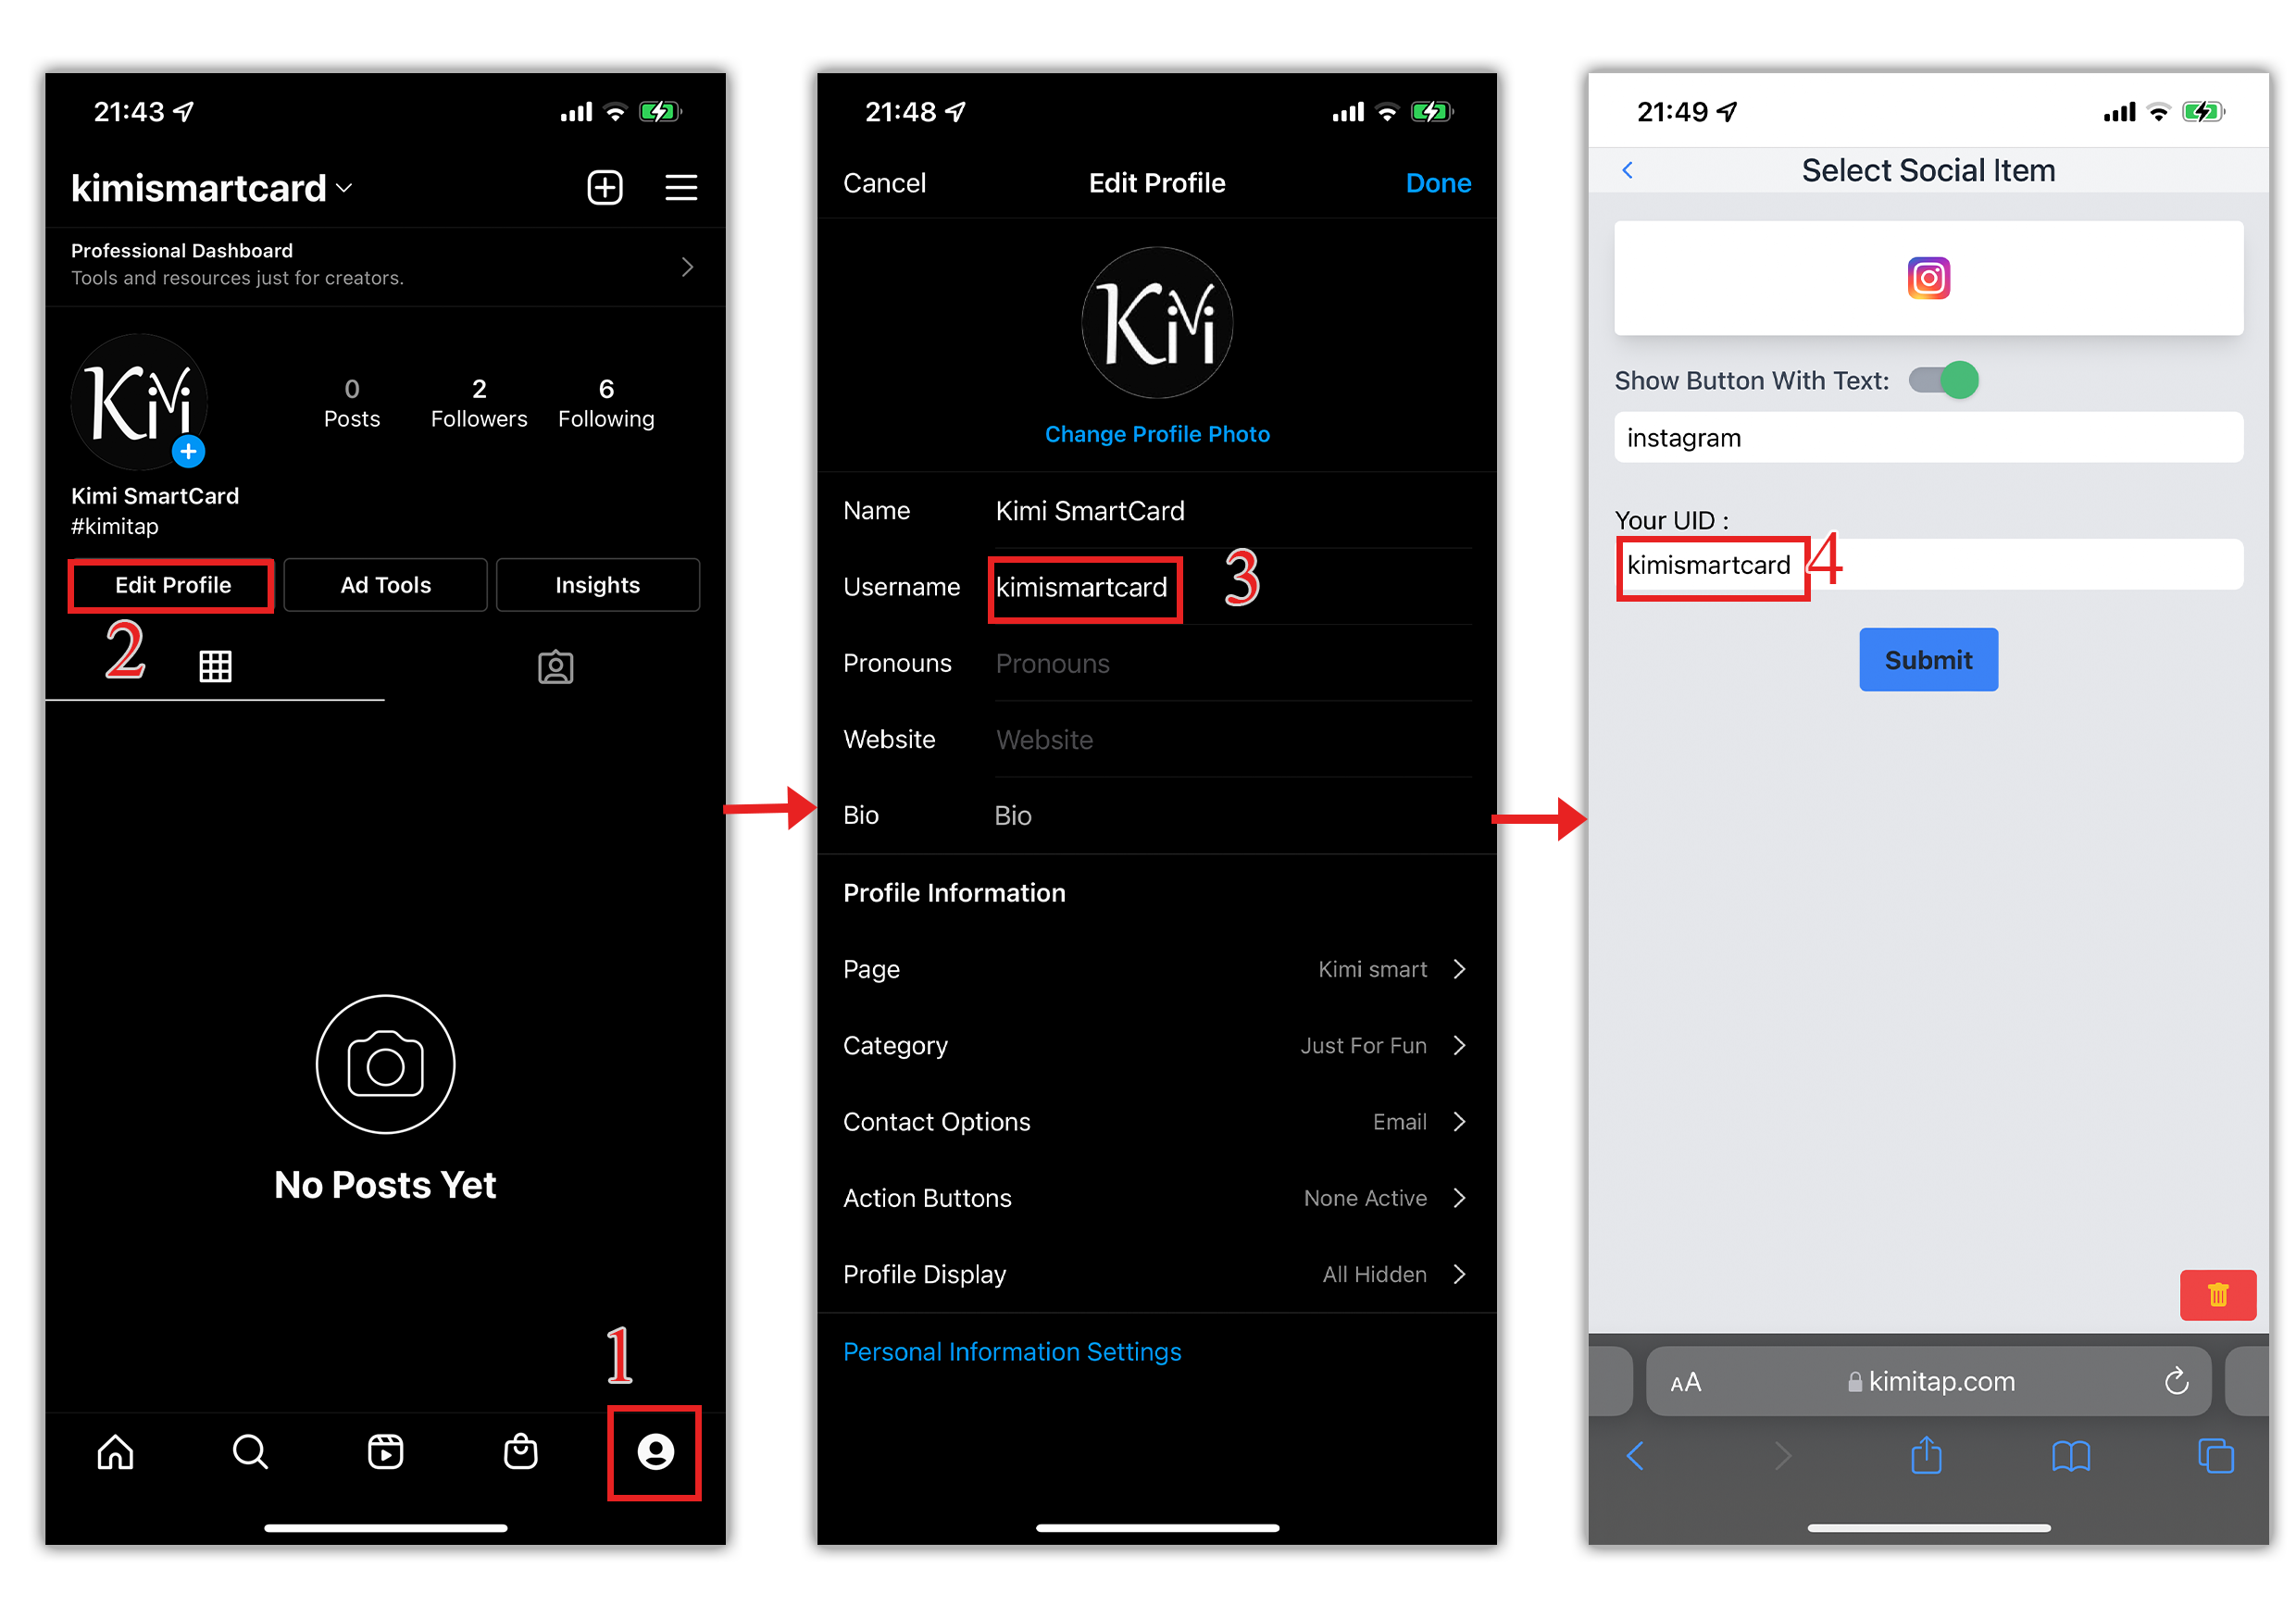 21:43
kimismartcard
Professional Dashboard
Tools and resources just for creators.
KiMi
0 2 6
Posts Followers Following
Kimi SmartCard
#kimitap
Edit Profile Ad Tools Insights
2
No Posts Yet
1
21:48
Cancel Edit Profile Done
KiMi
Change Profile Photo
Name Kimi SmartCard
Username kimismartcard 3
Pronouns Pronouns
Website Website
Bio Bio
Profile Information
Page Kimi smart
Category Just For Fun
Contact Options Email
Action Buttons None Active
Profile Display All Hidden
Personal Information Settings
21:49
Select Social Item
Show Button With Text:
instagram
Your UID :
kimismartcard 4
Submit
AA kimitap.com